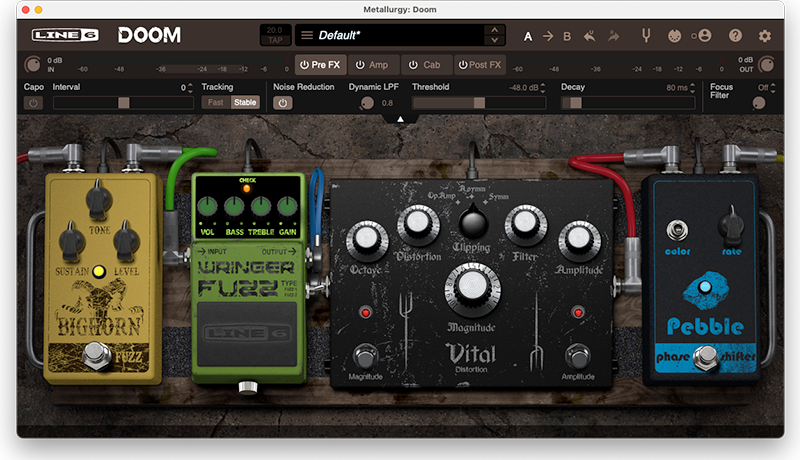 Metallurgy: Doom
LINE 6 DOOM 20.0 TAP Default* A B ?
0 dB IN -60 -48 -36 -24 -18 -12 -6 0 Pre FX Amp Cab Post FX -60 -48 -36 -24 -18 -12 -6 0 0 dB OUT
Capo Interval 0 Tracking Noise Reduction Dynamic LPF Threshold -48.0 dB Decay 80 ms Focus Filter Off
Fast Stable 0.8
TONE
SUSTAIN LEVEL
BIGHORN
FUZZ
CHECK
VOL BASS TREBLE GAIN
INPUT OUTPUT
WRINGER
FUZZ TYPE
FUZZ 1
FUZZ 2
LINE 6
Op Amp Asymm Symm
Clipping
Octave Distortion Filter Amplitude
Magnitude
Vital
Distortion
Magnitude Amplitude
color rate
Pebble
phase shifter